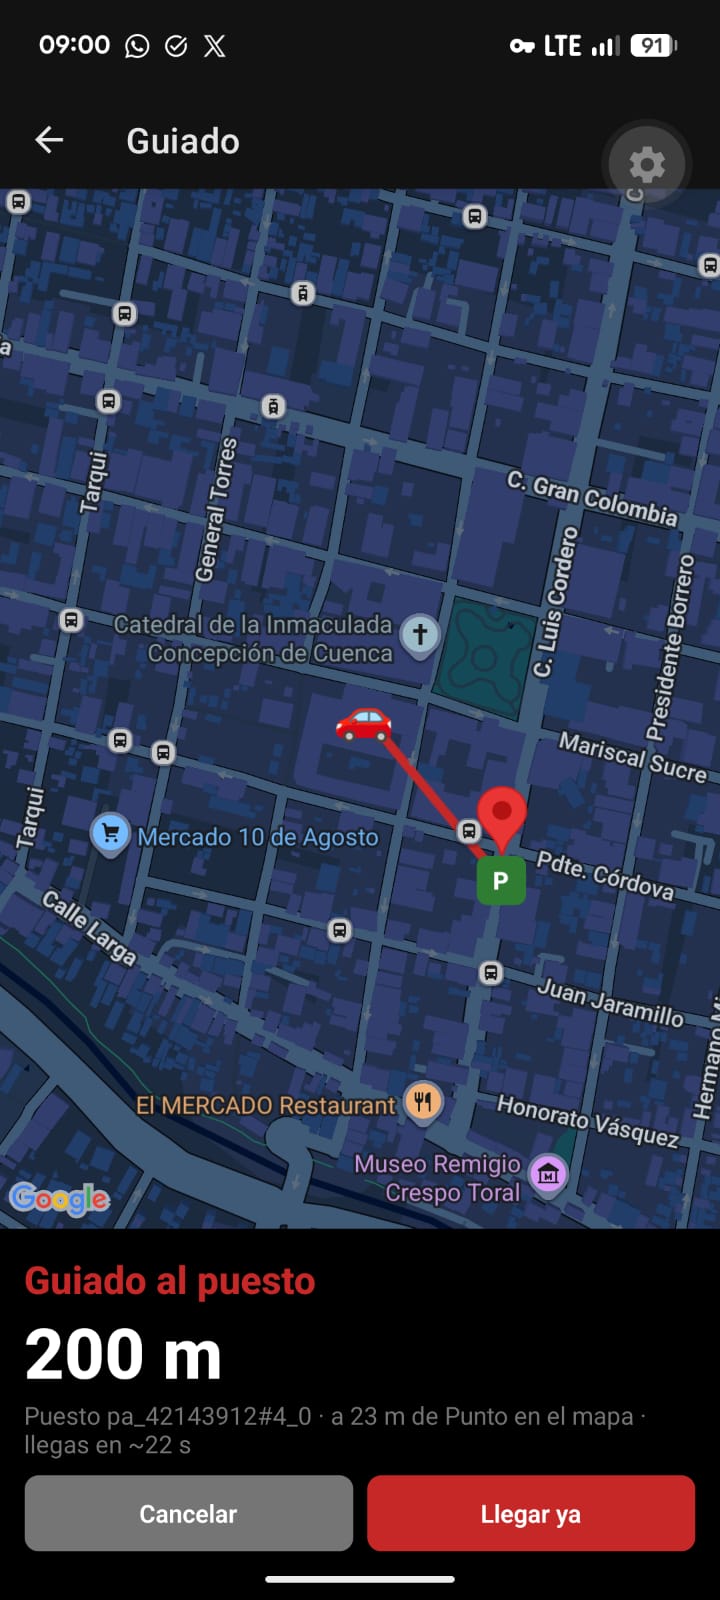 09:00
LTE
91
Guiado
C
a
Tarqui
General Torres
C. Gran Colombia
C. Luis Cordero
Presidente Borrero
Catedral de la Inmaculada
Concepción de Cuenca
Mariscal Sucre
Tarqui
Mercado 10 de Agosto
P
Pdte. Córdova
Calle Larga
Juan Jaramillo
Hermano Mi
El MERCADO Restaurant
Honorato Vásquez
Museo Remigio
Crespo Toral
Google
Guiado al puesto
200 m
Puesto pa_42143912#4_0 · a 23 m de Punto en el mapa ·
llegas en ~22 s
Cancelar
Llegar ya